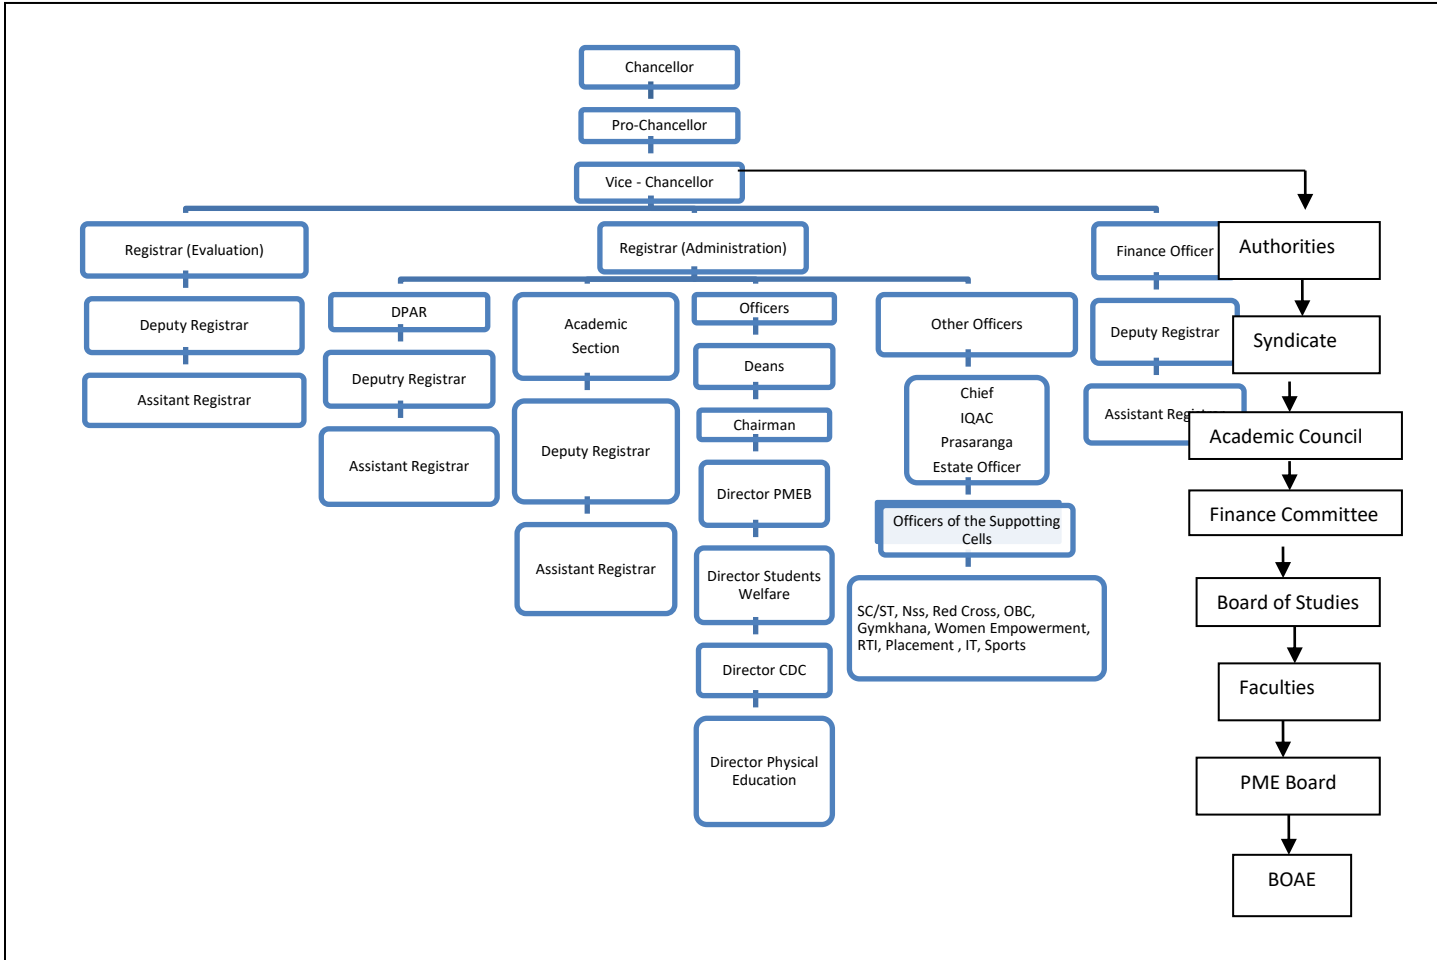 Chancellor
Pro-Chancellor
Vice - Chancellor
Registrar (Evaluation)
Deputy Registrar
Assitant Registrar
Registrar (Administration)
DPAR
Deputry Registrar
Assistant Registrar
Academic
Section
Deputy Registrar
Assistant Registrar
Officers
Deans
Chairman
Director PMEB
Director Students
Welfare
Director CDC
Director Physical
Education
Other Officers
Chief
IQAC
Prasaranga
Estate Officer
Officers of the Suppotting
Cells
SC/ST, Nss, Red Cross, OBC,
Gymkhana, Women Empowerment,
RTI, Placement , IT, Sports
Finance Officer
Deputy Registrar
Assistant
Authorities
Syndicate
Academic Council
Finance Committee
Board of Studies
Faculties
PME Board
BOAE